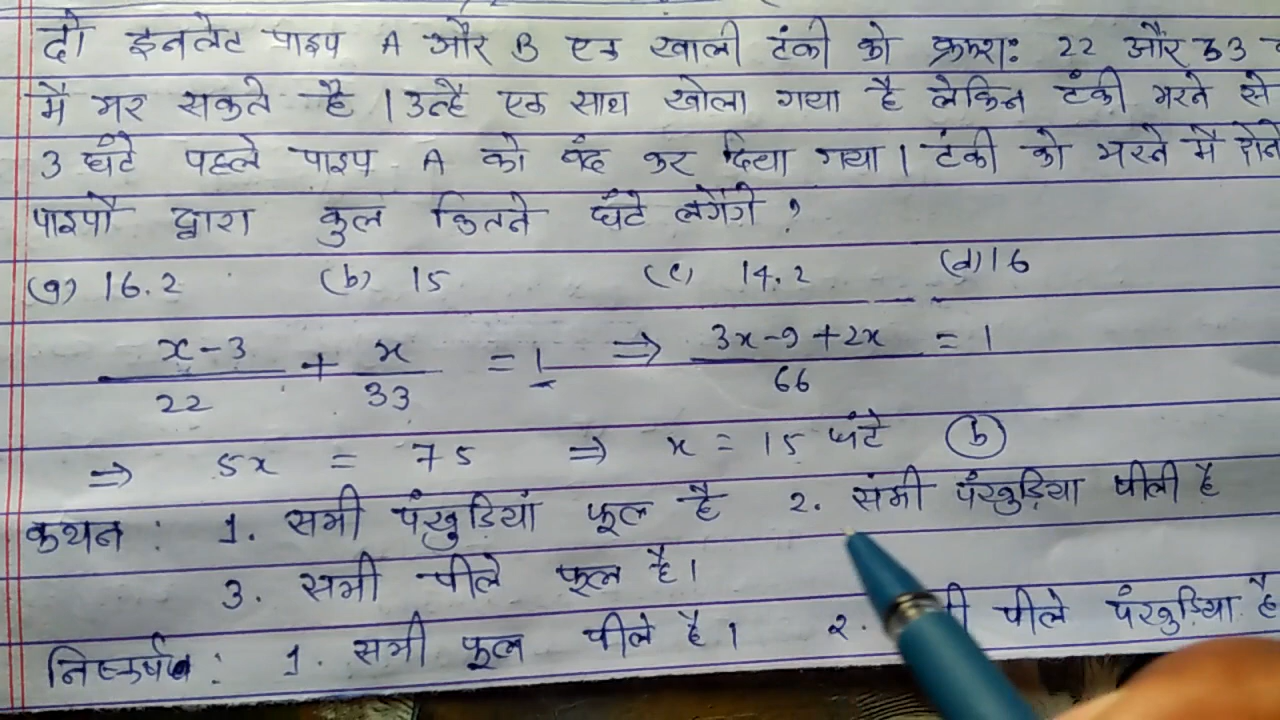 दो इनलेट पाइप A और B एक खाली टंकी को क्रमशः 22 और 33
में भर सकते है। उन्हें एक साथ खोला गया है लेकिन टंकी भरने से
3 घंटे पहले पाइप A को बंद कर दिया गया। टंकी को भरने में दोनो
पाइपों द्वारा कुल कितने घंटे लगेंगे ?
(a) 16.2 (b) 15 (c) 14.2 (d) 16
x-3/22 + x/33 = 1 ⇒ 3x-9+2x/66 = 1
⇒ 5x = 75 ⇒ x = 15 घंटे (b)
कथन : 1. सभी पंखुड़ियां फूल है 2. सभी पंखुड़िया पीली है
3. सभी पीले फूल है।
निष्कर्ष : 1. सभी फूल पीले है। 2. पीले पंखुड़िया है